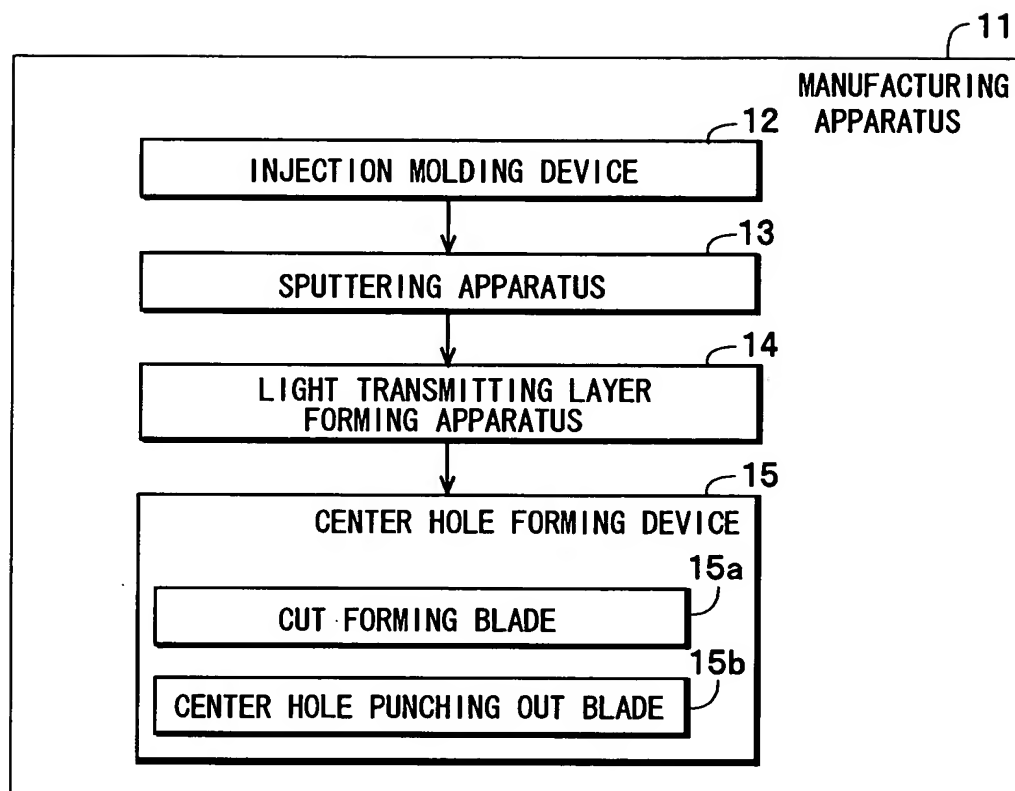 11
MANUFACTURING
APPARATUS
12
INJECTION MOLDING DEVICE
13
SPUTTERING APPARATUS
14
LIGHT TRANSMITTING LAYER
FORMING APPARATUS
15
CENTER HOLE FORMING DEVICE
15a
CUT FORMING BLADE
15b
CENTER HOLE PUNCHING OUT BLADE